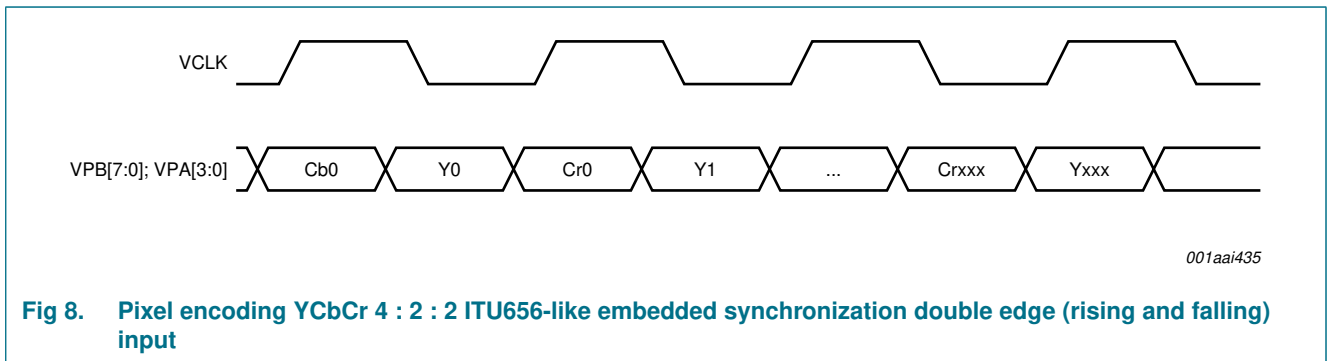 VCLK
VPB[7:0]; VPA[3:0] Cb0 Y0 Cr0 Y1 ... Crxxx Yxxx
001aai435
Fig 8. Pixel encoding YCbCr 4 : 2 : 2 ITU656-like embedded synchronization double edge (rising and falling)
input